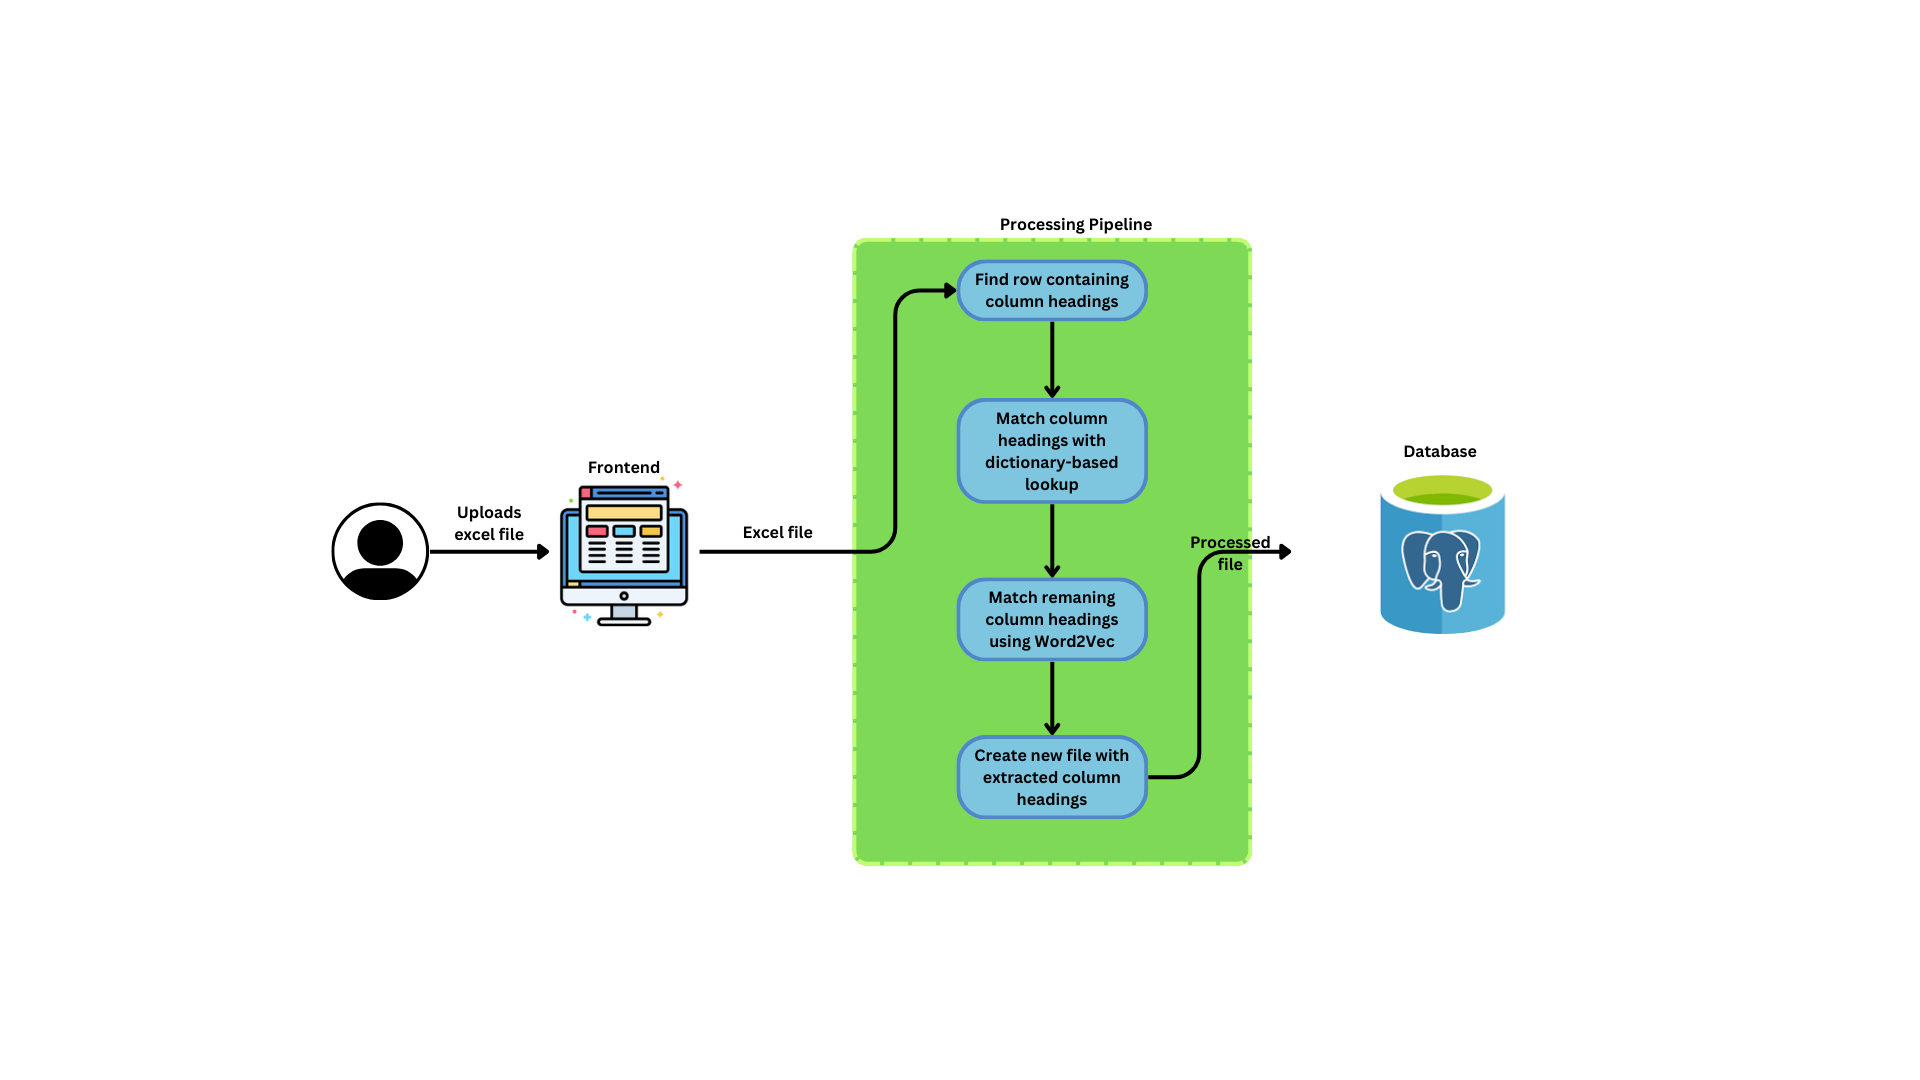 Processing Pipeline
Find row containing
column headings
Match column
headings with
dictionary-based
lookup
Database
Frontend
Uploads
excel file
Excel file
Processed
file
Match remaning
column headings
using Word2Vec
Create new file with
extracted column
headings